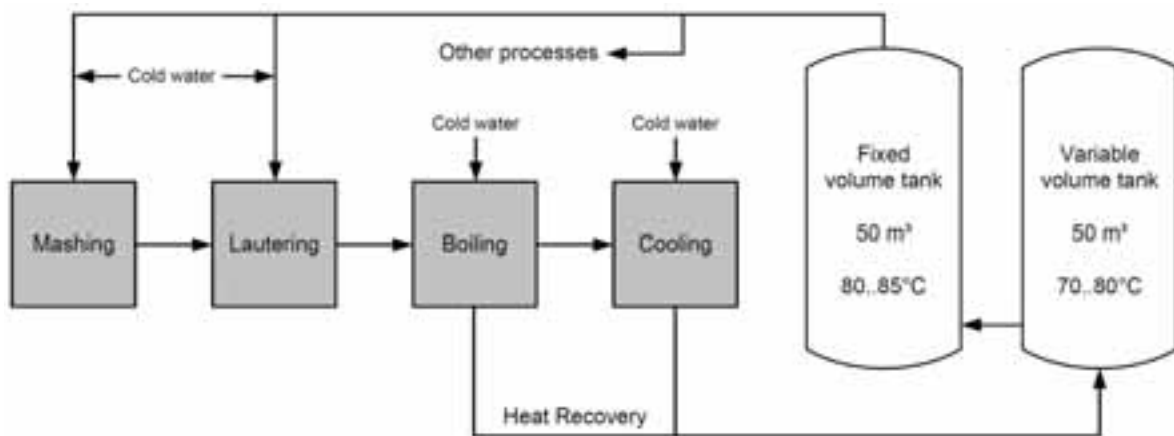 Other processes
Cold water
Cold water
Cold water
Fixed
volume tank
50 m³
80..85°C
Variable
volume tank
50 m³
70..80°C
Mashing
Lautering
Boiling
Cooling
Heat Recovery